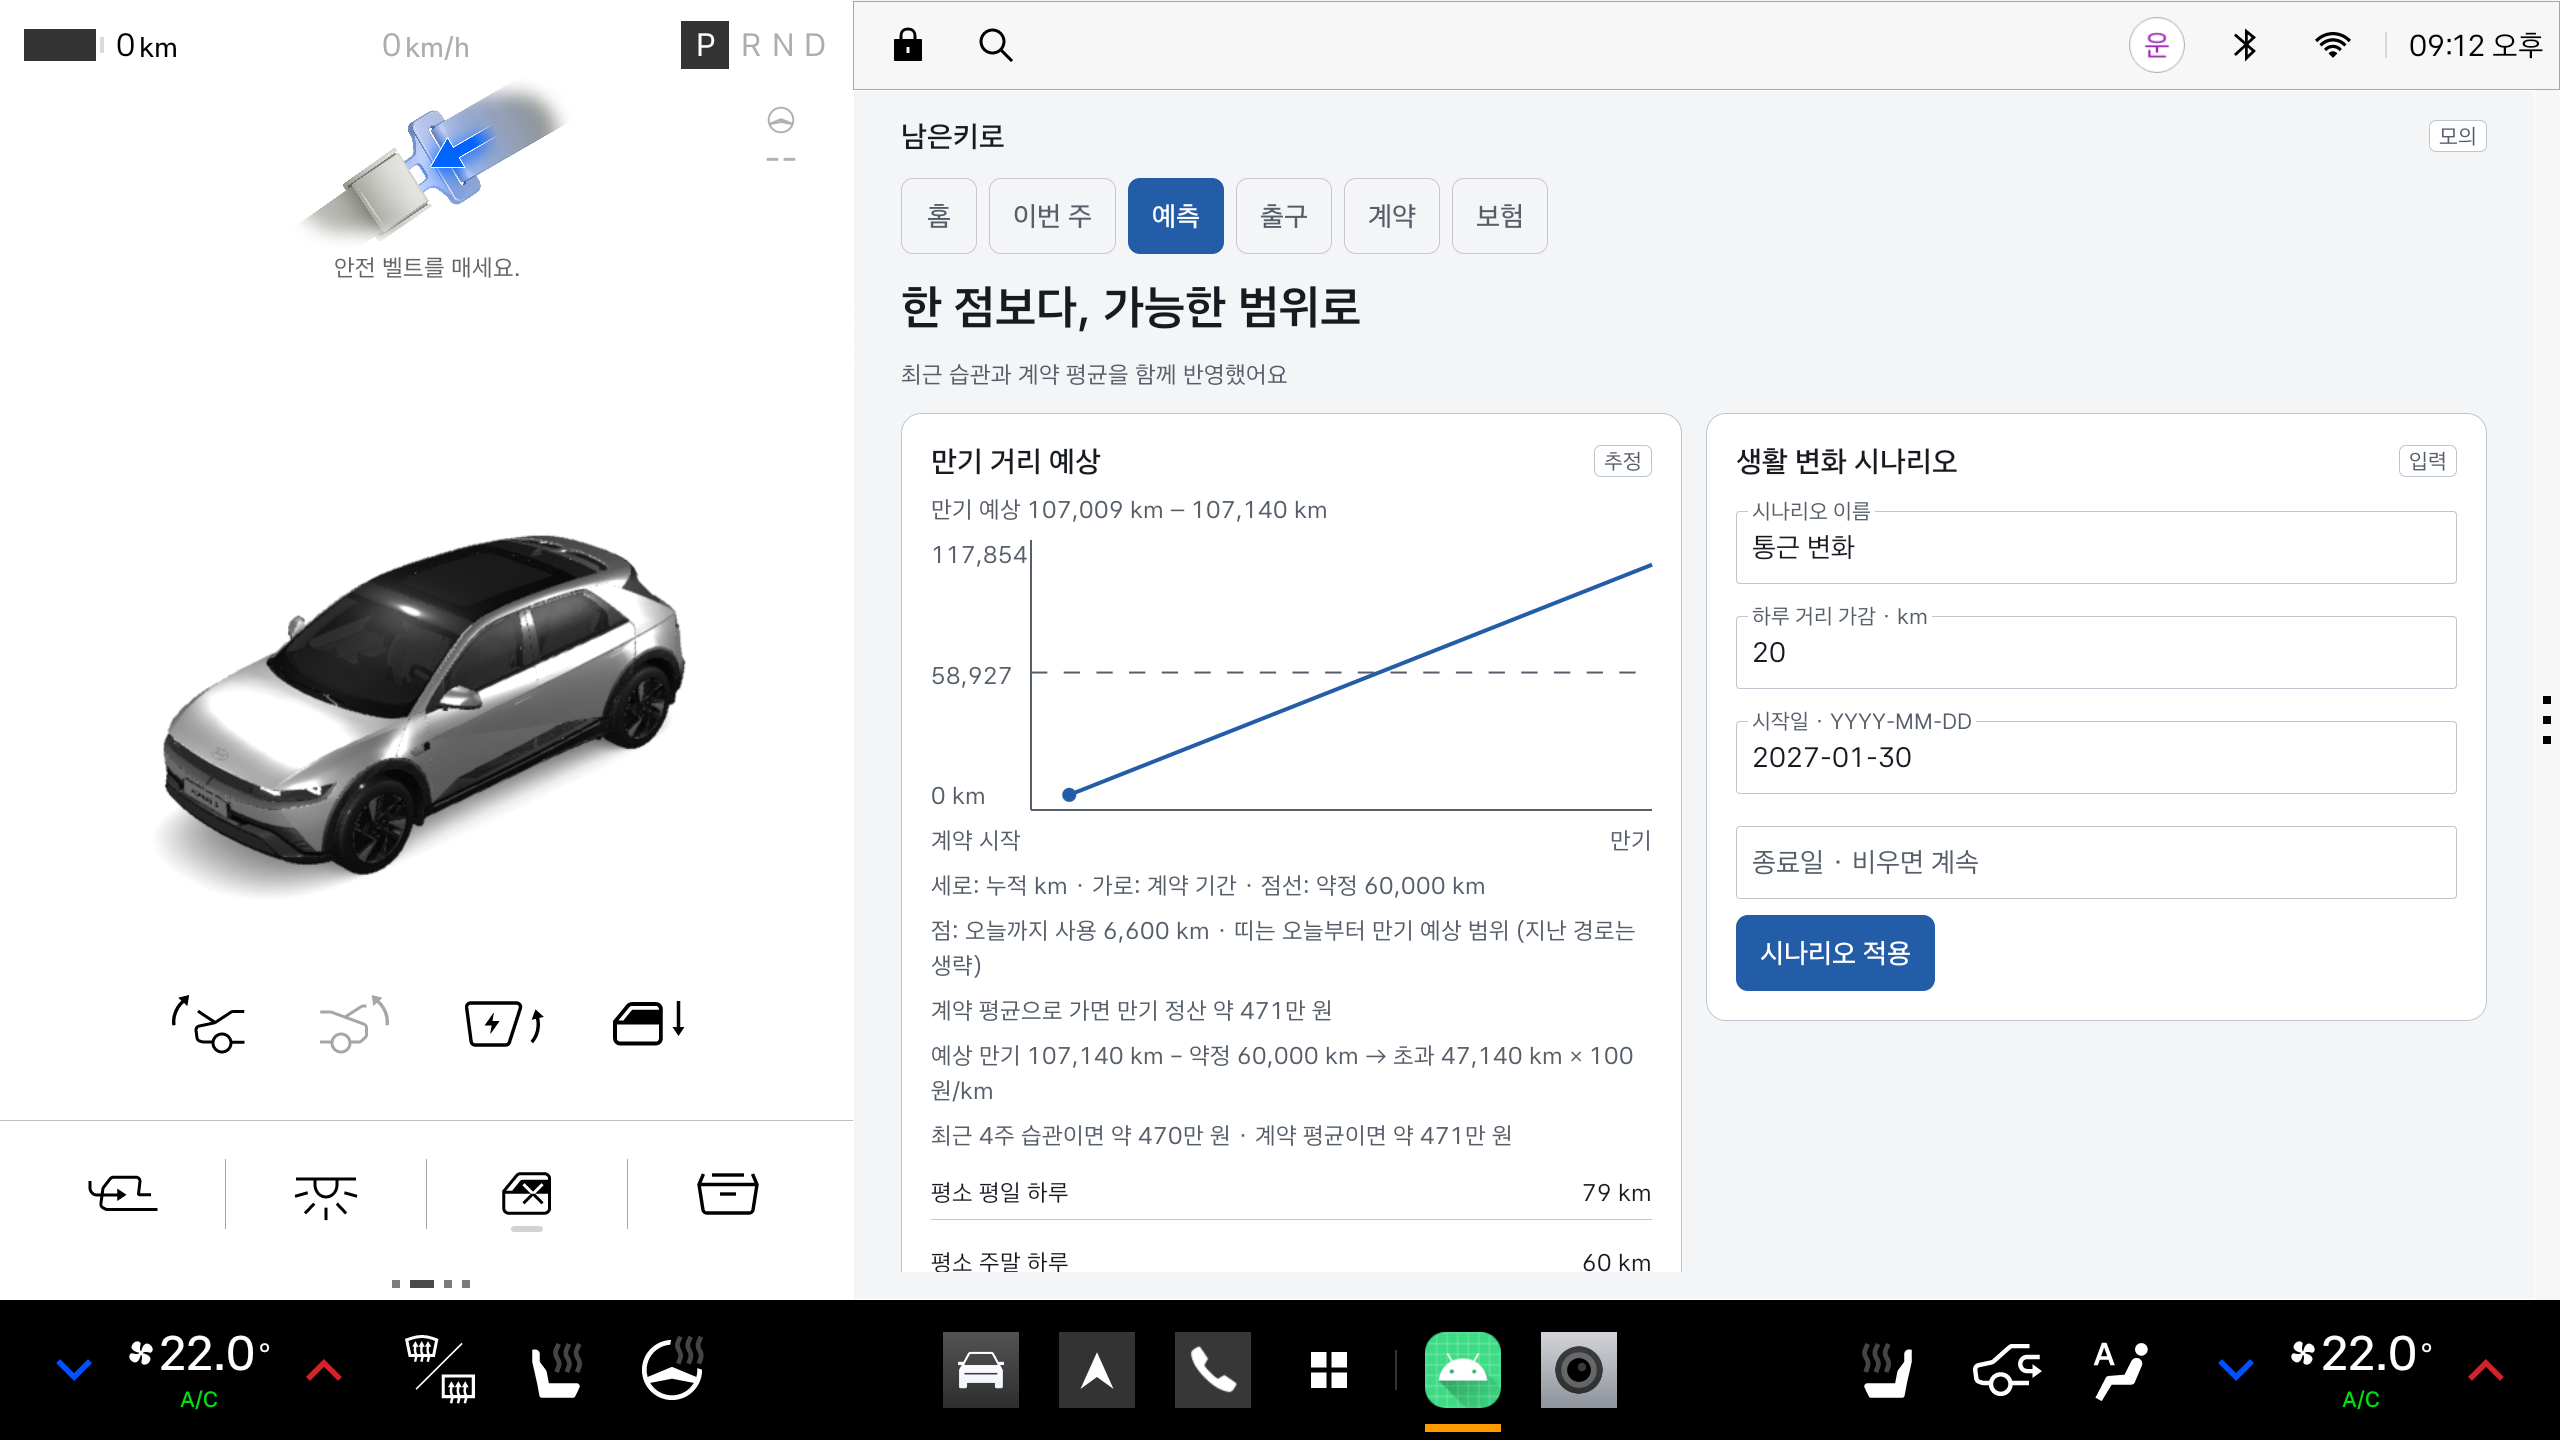 0 km
0 km/h
P R N D
09:12 오후
운
안전 벨트를 매세요.
남은키로
모의
홈
이번 주
예측
출구
계약
보험
한 점보다, 가능한 범위로
최근 습관과 계약 평균을 함께 반영했어요
만기 거리 예상
추정
만기 예상 107,009 km – 107,140 km
117,854
58,927
0 km
계약 시작
만기
세로: 누적 km · 가로: 계약 기간 · 점선: 약정 60,000 km
점: 오늘까지 사용 6,600 km · 띠는 오늘부터 만기 예상 범위 (지난 경로는
생략)
계약 평균으로 가면 만기 정산 약 471만 원
예상 만기 107,140 km − 약정 60,000 km → 초과 47,140 km × 100
원/km
최근 4주 습관이면 약 470만 원 · 계약 평균이면 약 471만 원
평소 평일 하루
79 km
평소 주말 하루
60 km
생활 변화 시나리오
입력
시나리오 이름
통근 변화
하루 거리 가감 · km
20
시작일 · YYYY-MM-DD
2027-01-30
종료일 · 비우면 계속
시나리오 적용
22.0°
A/C
A
22.0°
A/C